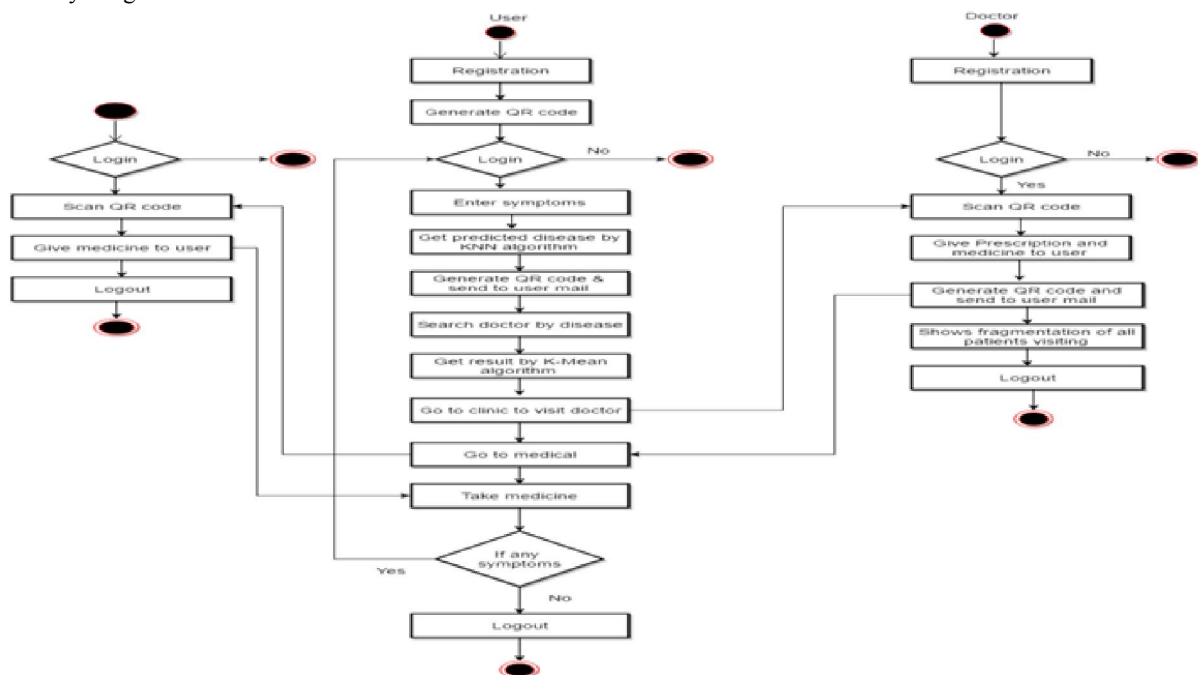 User
Doctor
Registration
Registration
Generate QR code
Login
Login
No
Login
No
Yes
Scan QR code
Enter symptoms
Scan QR code
Give medicine to user
Get predicted disease by
KNN algorithm
Give Prescription and
medicine to user
Logout
Generate QR code &
send to user mail
Generate QR code and
send to user mail
Search doctor by disease
Shows fragmentation of all
patients visiting
Get result by K-Mean
algorithm
Logout
Go to clinic to visit doctor
Go to medical
Take medicine
If any
symptoms
Yes
No
Logout